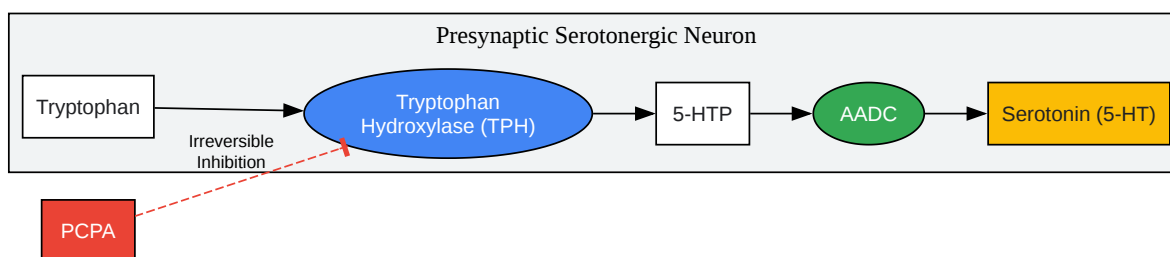 Presynaptic Serotonergic Neuron
Tryptophan
Tryptophan
Hydroxylase (TPH)
5-HTP
AADC
Serotonin (5-HT)
Irreversible
Inhibition
PCPA